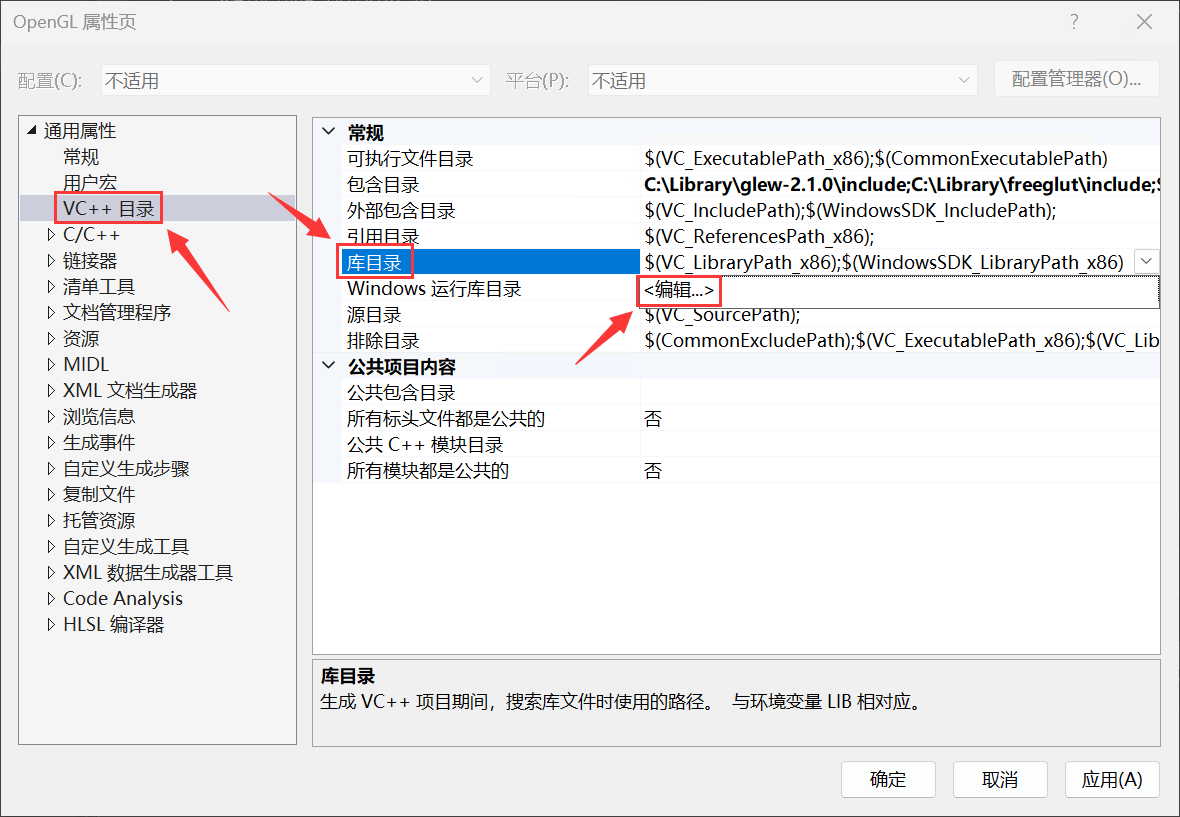 OpenGL 属性页
配置(C): 不适用 平台(P): 不适用 配置管理器(O)...
通用属性
常规
用户宏
VC++ 目录
C/C++
链接器
清单工具
文档管理程序
资源
MIDL
XML 文档生成器
浏览信息
生成事件
自定义生成步骤
复制文件
托管资源
自定义生成工具
XML 数据生成器工具
Code Analysis
HLSL 编译器
常规
可执行文件目录 $(VC_ExecutablePath_x86);$(CommonExecutablePath)
包含目录 C:\Library\glew-2.1.0\include;C:\Library\freeglut\include;
外部包含目录 $(VC_IncludePath);$(WindowsSDK_IncludePath);
引用目录 $(VC_ReferencesPath_x86);
库目录 $(VC_LibraryPath_x86);$(WindowsSDK_LibraryPath_x86)
<编辑...>
Windows 运行库目录
源目录 $(VC_SourcePath);
排除目录 $(CommonExcludePath);$(VC_ExecutablePath_x86);$(VC_Lib
公共项目内容
公共包含目录
所有标头文件都是公共的 否
公共 C++ 模块目录
所有模块都是公共的 否
库目录
生成 VC++ 项目期间，搜索库文件时使用的路径。 与环境变量 LIB 相对应。
确定 取消 应用(A)